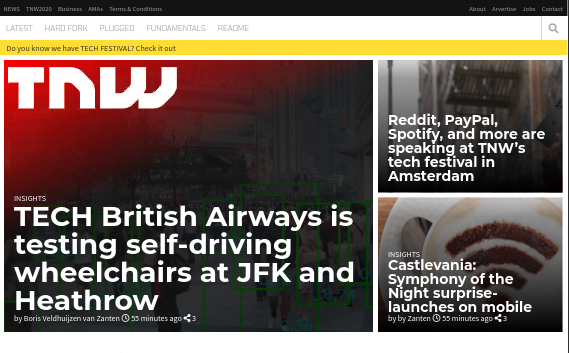 NEWS TNW2020 Business AMAs Terms & Conditions About Arvertise Jobs Contact
LATEST HARD FORK PLUGGED FUNDAMENTALS README
Do you know we have TECH FESTIVAL? Check it out
TNW
INSIGHTS
TECH British Airways is
testing self-driving
wheelchairs at JFK and
Heathrow
by Boris Veldhuijzen van Zanten 55 minutes ago 3
Reddit, PayPal,
Spotify, and more are
speaking at TNW's
tech festival in
Amsterdam
INSIGHTS
Castlevania:
Symphony of the
Night surprise-
launches on mobile
by by Zanten 55 minutes ago 3